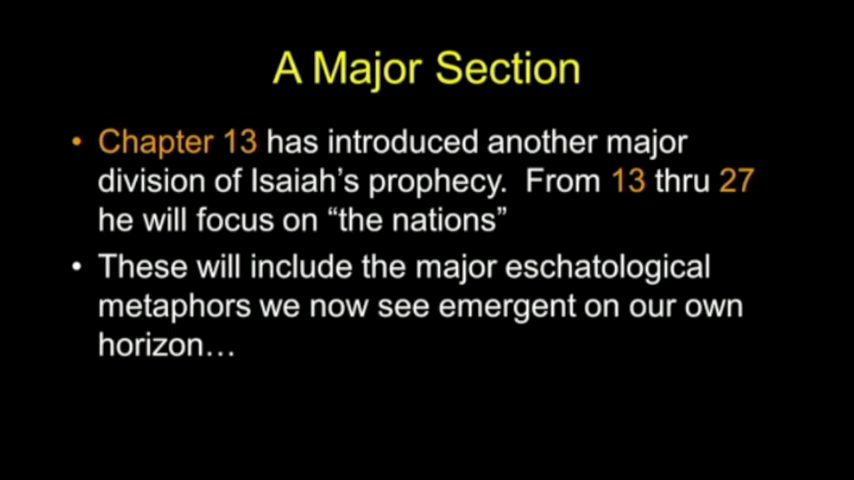 A Major Section
• Chapter 13 has introduced another major
division of Isaiah's prophecy.  From 13 thru 27
he will focus on “the nations”
• These will include the major eschatological
metaphors we now see emergent on our own
horizon…